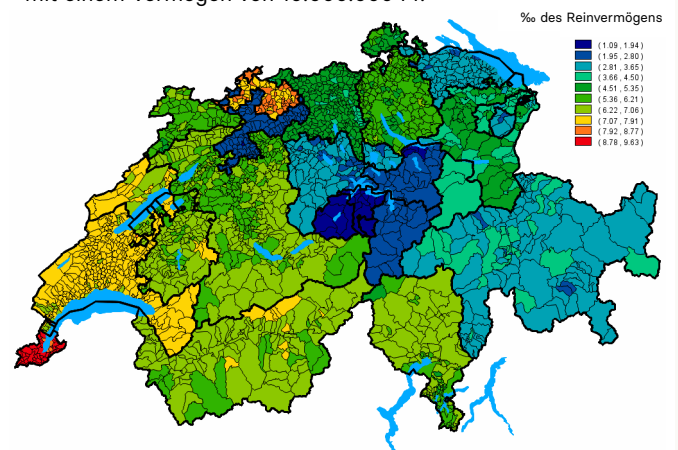 ‰ des Reinvermögens
(1.09 , 1.94)
(1.95 , 2.80)
(2.81 , 3.65)
(3.66 , 4.50)
(4.51 , 5.35)
(5.36 , 6.21)
(6.22 , 7.06)
(7.07 , 7.91)
(7.92 , 8.77)
(8.78 , 9.63)